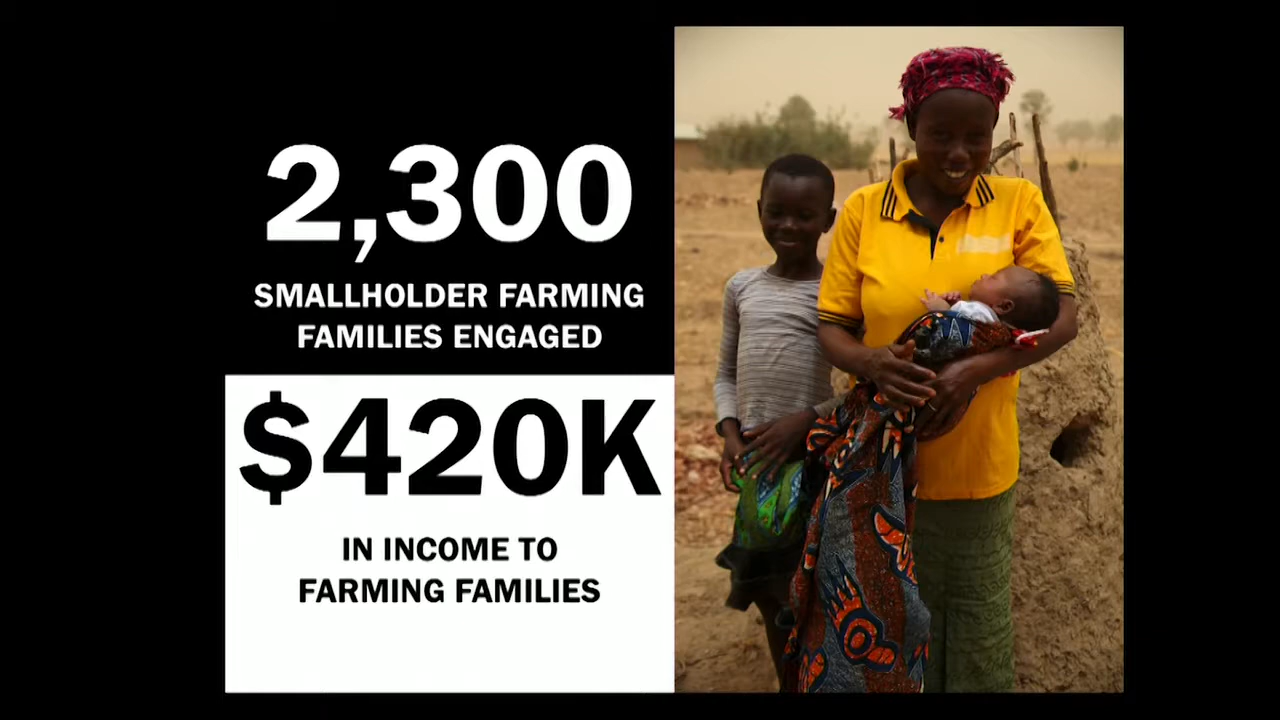 2,300
SMALLHOLDER FARMING
FAMILIES ENGAGED
$420K
IN INCOME TO
FARMING FAMILIES